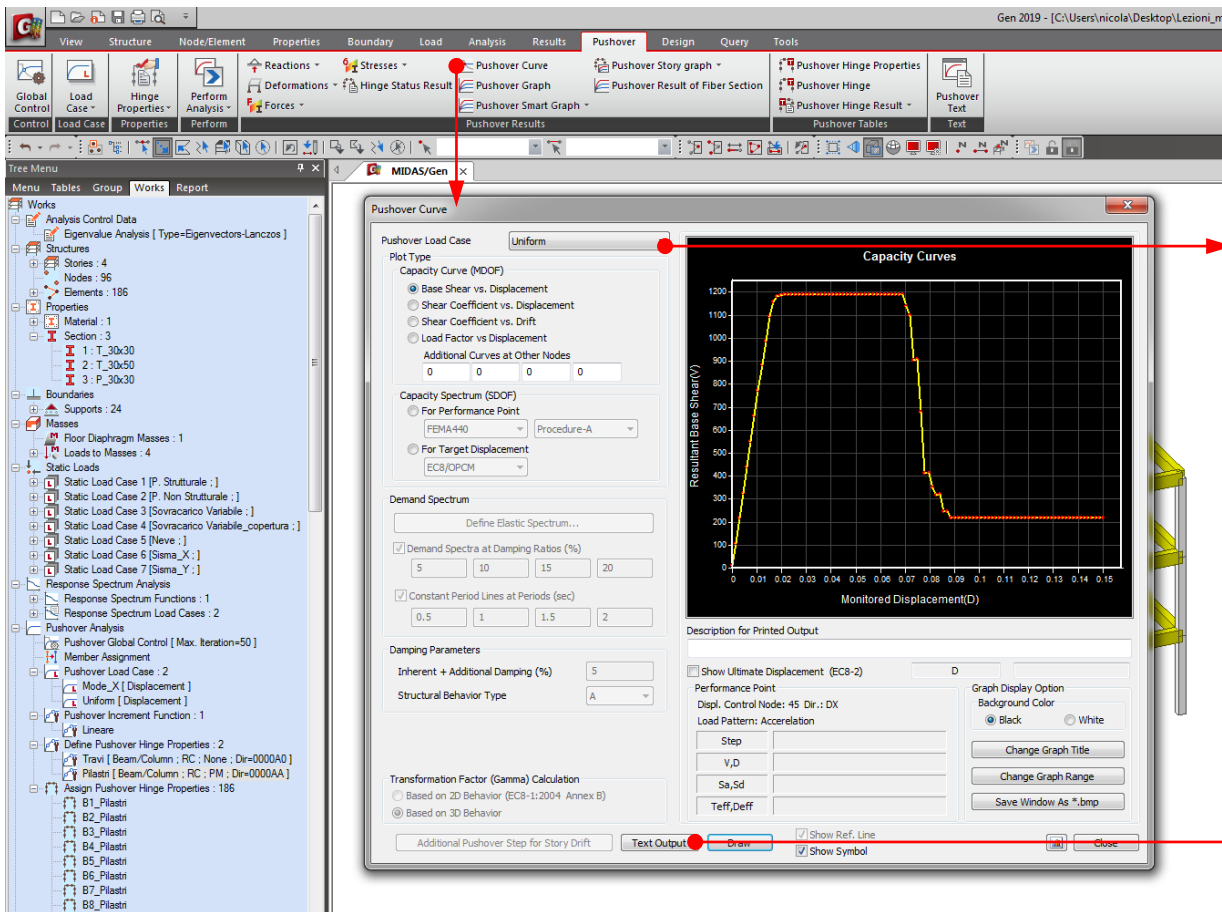 Gen 2019 - [C:\Users\nicola\Desktop\Lezioni_m
View Structure Node/Element Properties Boundary Load Analysis Results Pushover Design Query Tools
Global Control
Load Case
Hinge Properties
Perform Analysis
Reactions
Deformations
Forces
Stresses
Hinge Status Result
Pushover Curve
Pushover Graph
Pushover Smart Graph
Pushover Story graph
Pushover Result of Fiber Section
Pushover Hinge Properties
Pushover Hinge
Pushover Hinge Result
Pushover Text
Control Load Case Properties Perform Pushover Results Pushover Tables Text
Tree Menu
Menu Tables Group Works Report
Works
Analysis Control Data
Eigenvalue Analysis [ Type=Eigenvectors-Lanczos ]
Structures
Stories : 4
Nodes : 96
Elements : 186
Properties
Material : 1
Section : 3
1 : T_30x30
2 : T_30x50
3 : P_30x30
Boundaries
Supports : 24
Masses
Floor Diaphragm Masses : 1
Loads to Masses : 4
Static Loads
Static Load Case 1 [P. Strutturale ; ]
Static Load Case 2 [P. Non Strutturale ; ]
Static Load Case 3 [Sovracarico Variabile ; ]
Static Load Case 4 [Sovracarico Variabile_copertura ; ]
Static Load Case 5 [Neve ; ]
Static Load Case 6 [Sisma_X ; ]
Static Load Case 7 [Sisma_Y ; ]
Response Spectrum Analysis
Response Spectrum Functions : 1
Response Spectrum Load Cases : 2
Pushover Analysis
Pushover Global Control [ Max. Iteration=50 ]
Member Assignment
Pushover Load Case : 2
Mode_X [ Displacement ]
Uniform [ Displacement ]
Pushover Increment Function : 1
Lineare
Define Pushover Hinge Properties : 2
Travi [ Beam/Column ; RC ; None ; Dir=0000A0 ]
Pilastri [ Beam/Column ; RC ; PM ; Dir=0000AA ]
Assign Pushover Hinge Properties : 186
B1_Pilastri
B2_Pilastri
B3_Pilastri
B4_Pilastri
B5_Pilastri
B6_Pilastri
B7_Pilastri
B8_Pilastri
MIDAS/Gen
Pushover Curve
Pushover Load Case Uniform
Plot Type
Capacity Curve (MDOF)
Base Shear vs. Displacement
Shear Coefficient vs. Displacement
Shear Coefficient vs. Drift
Load Factor vs Displacement
Additional Curves at Other Nodes
0 0 0 0
Capacity Spectrum (SDOF)
For Performance Point
FEMA440 Procedure-A
For Target Displacement
EC8/OPCM
Demand Spectrum
Define Elastic Spectrum...
Demand Spectra at Damping Ratios (%)
5 10 15 20
Constant Period Lines at Periods (sec)
0.5 1 1.5 2
Damping Parameters
Inherent + Additional Damping (%) 5
Structural Behavior Type A
Transformation Factor (Gamma) Calculation
Based on 2D Behavior (EC8-1:2004 Annex B)
Based on 3D Behavior
Additional Pushover Step for Story Drift Text Output Draw
Show Ref. Line
Show Symbol
Close
Capacity Curves
Resultant Base Shear(V)
1200
1100
1000
900
800
700
600
500
400
300
200
100
0
0 0.01 0.02 0.03 0.04 0.05 0.06 0.07 0.08 0.09 0.1 0.11 0.12 0.13 0.14 0.15
Monitored Displacement(D)
Description for Printed Output
Show Ultimate Displacement (EC8-2) D
Performance Point
Displ. Control Node: 45 Dir.: DX
Load Pattern: Accerelation
Step
V,D
Sa,Sd
Teff,Deff
Graph Display Option
Background Color
Black White
Change Graph Title
Change Graph Range
Save Window As *.bmp